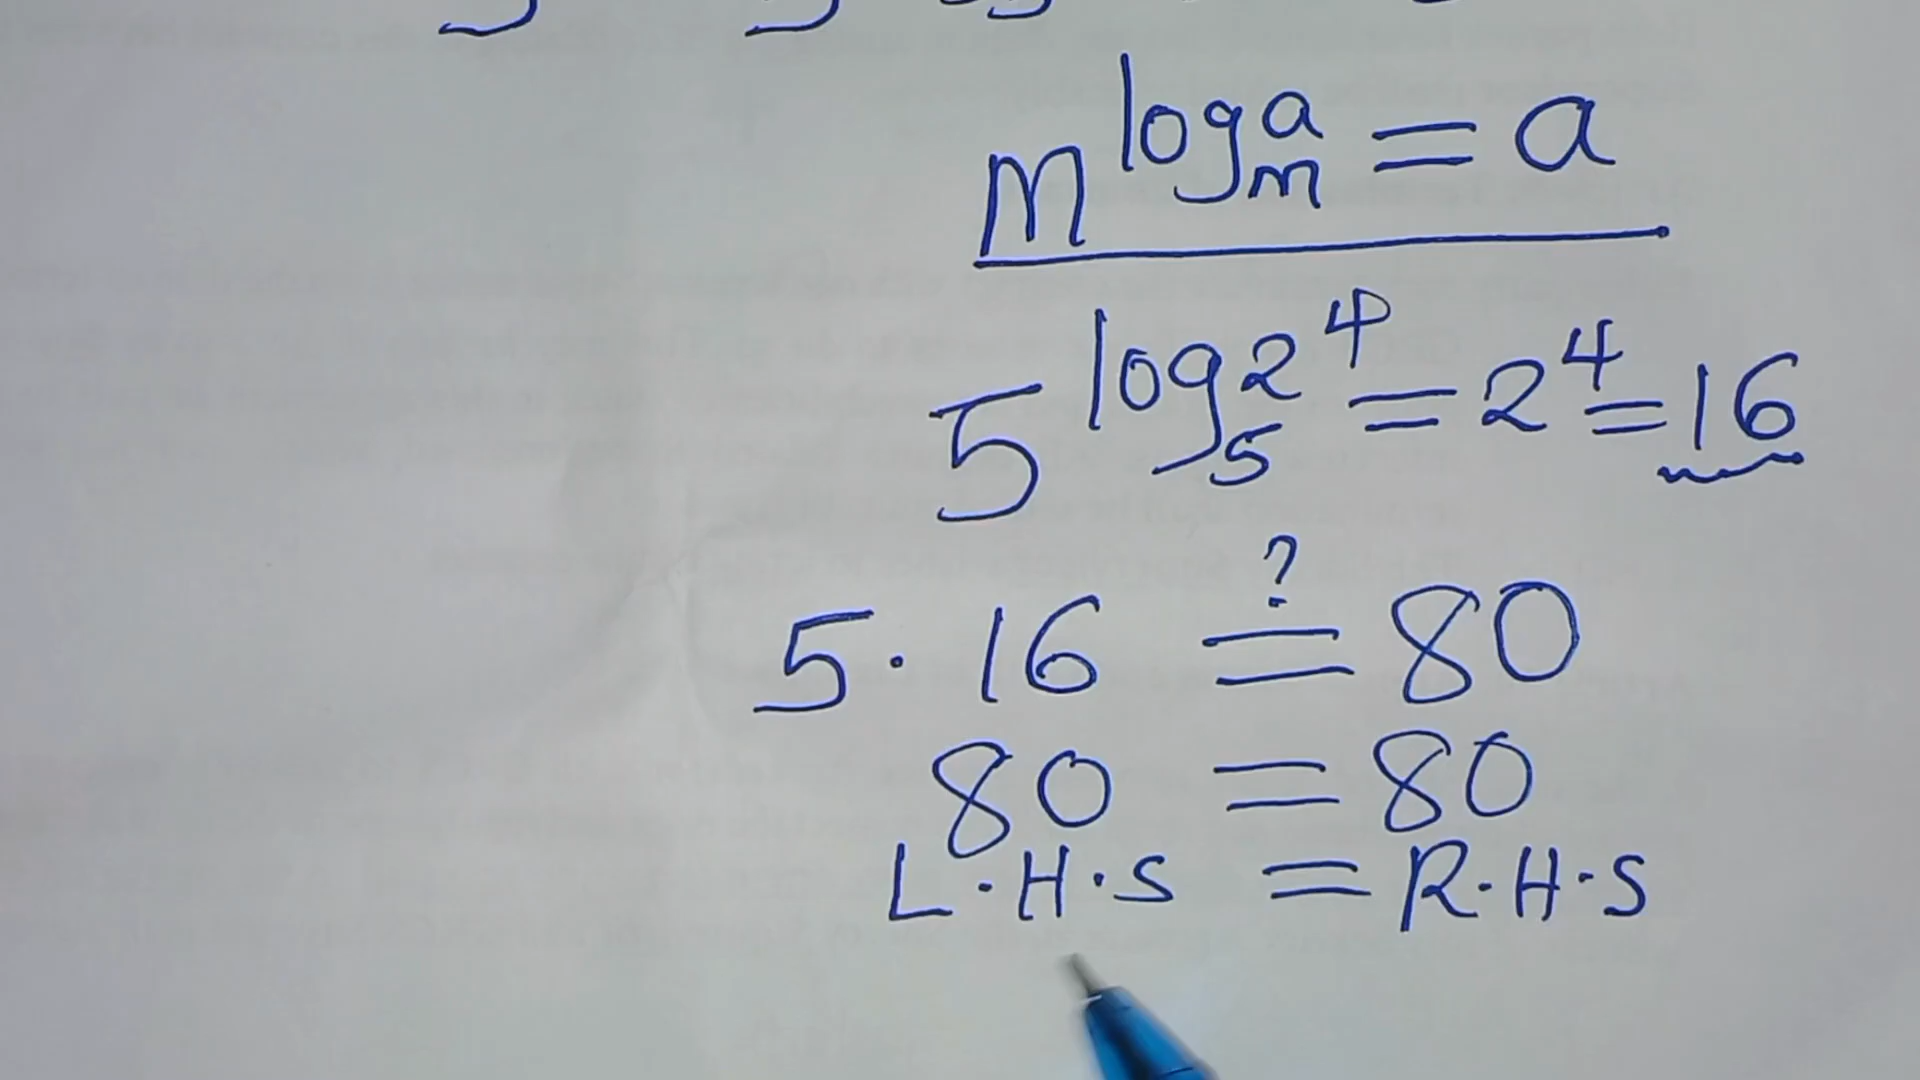 m^log_m a = a
5^log_5 2^4 = 2^4 = 16
?
5 · 16 = 80
80 = 80
L.H.S = R.H.S